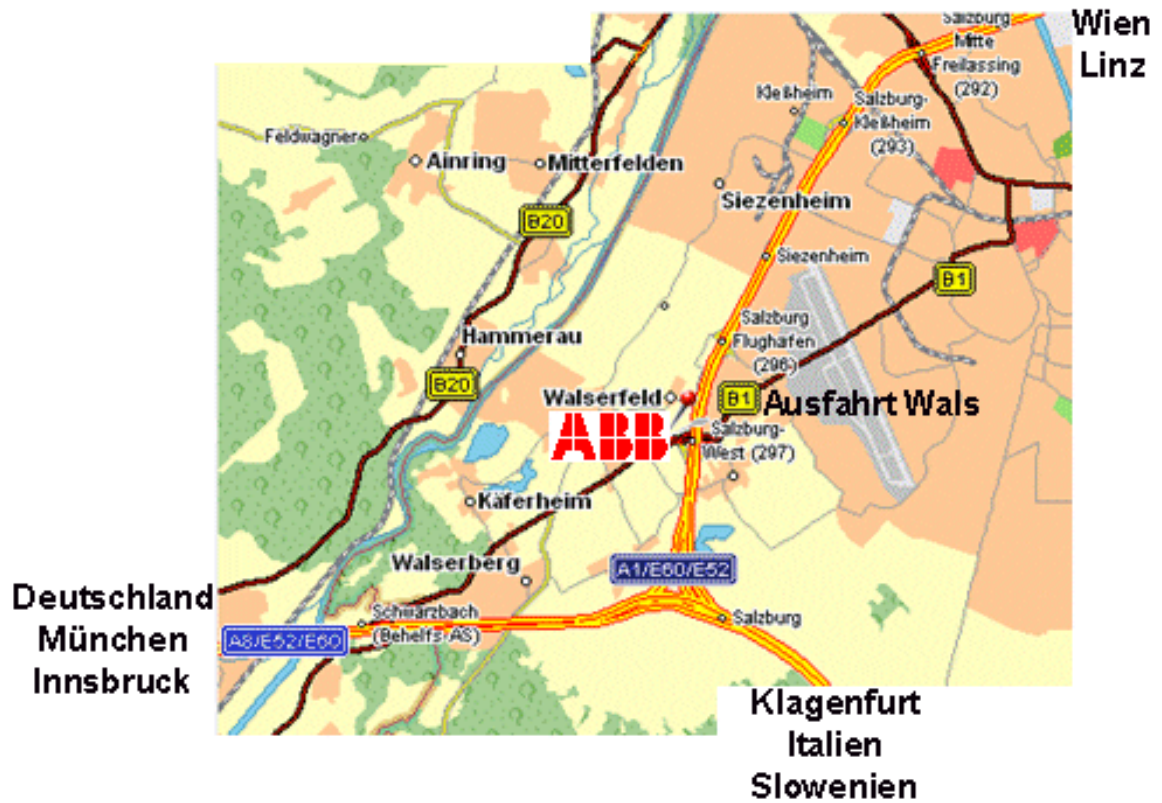 Wien
Linz
Salzburg
Mitte
Freilassing
(292)
Kleßheim
Salzburg-
Kleßheim
(293)
Feldwagner
Ainring
Mitterfelden
Siezenheim
B20
Siezenheim
B1
Salzburg
Flughafen
(296)
Hammerau
B20
Walserfeld
B1
Ausfahrt Wals
ABB
Salzburg-
West (297)
Käferheim
Walserberg
A1/E60/E52
Deutschland
München
Innsbruck
Schwarzbach
(Behelfs-AS)
A8/E52/E60
Salzburg
Klagenfurt
Italien
Slowenien